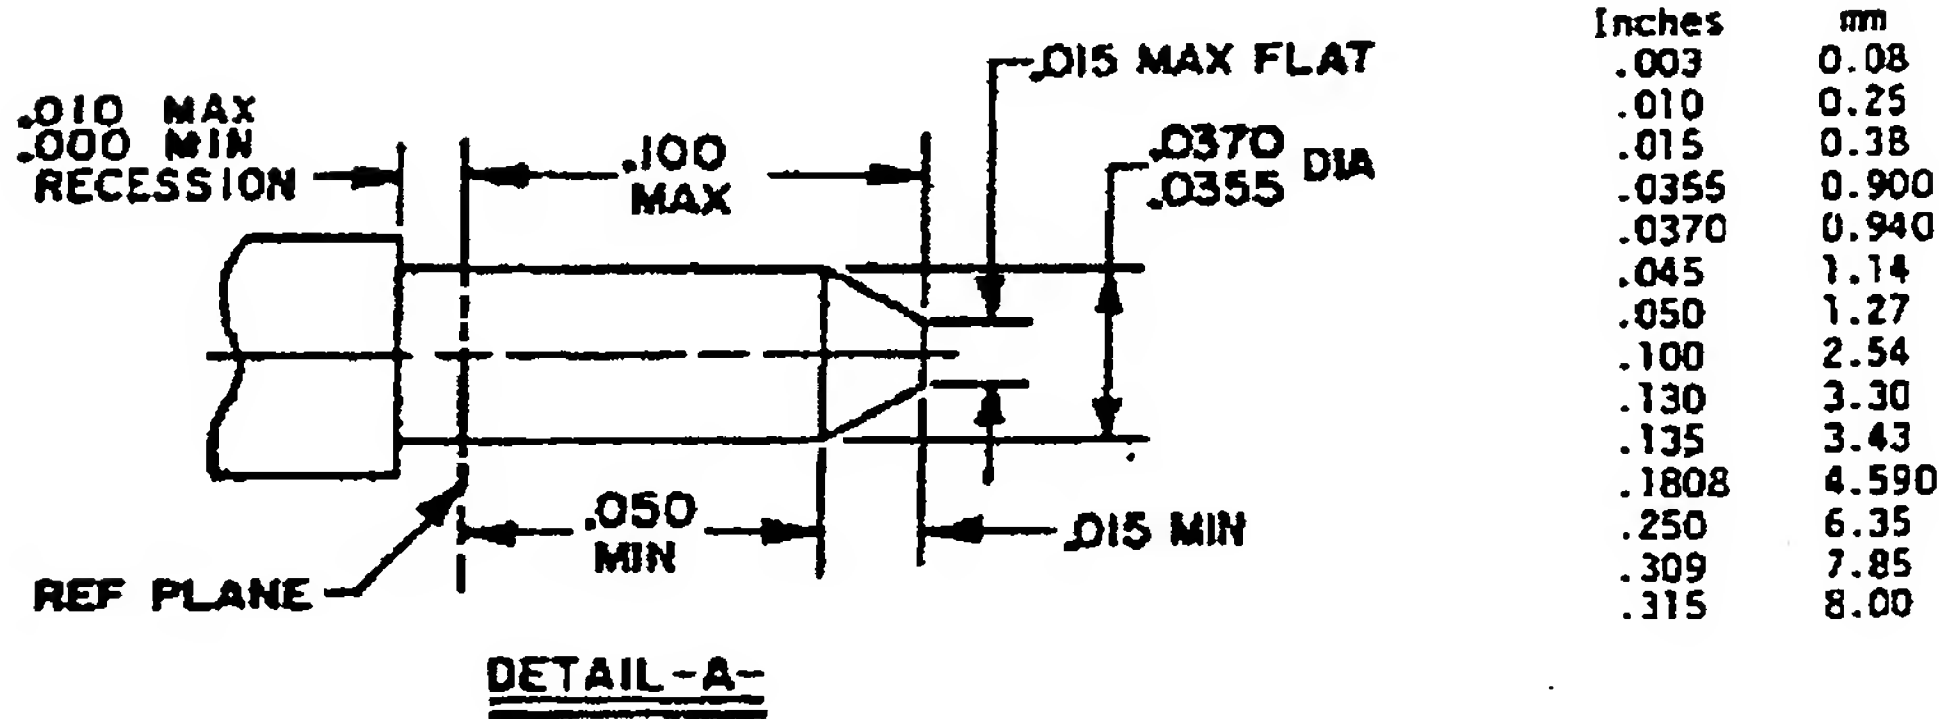 .015 MAX FLAT
.010 MAX
.000 MIN
RECESSION
.100
MAX
.0370
.0355 DIA
.050
MIN
.015 MIN
REF PLANE
DETAIL-A-
Inches mm
.003 0.08
.010 0.25
.015 0.38
.0355 0.900
.0370 0.940
.045 1.14
.050 1.27
.100 2.54
.130 3.30
.135 3.43
.1808 4.590
.250 6.35
.309 7.85
.315 8.00